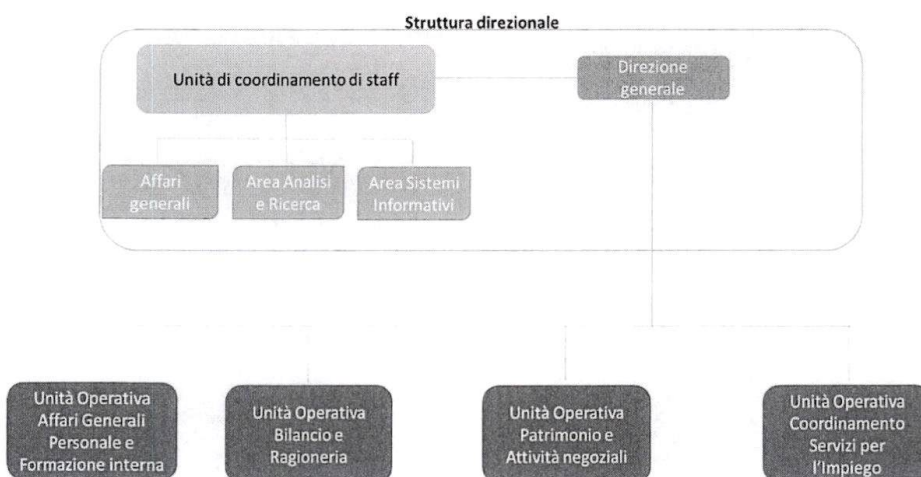 Struttura direzionale
Unità di coordinamento di staff
Direzione
generale
Affari
generali
Area Analisi
e Ricerca
Area Sistemi
Informativi
Unità Operativa
Affari Generali
Personale e
Formazione interna
Unità Operativa
Bilancio e
Ragioneria
Unità Operativa
Patrimonio e
Attività negoziali
Unità Operativa
Coordinamento
Servizi per
l'Impiego